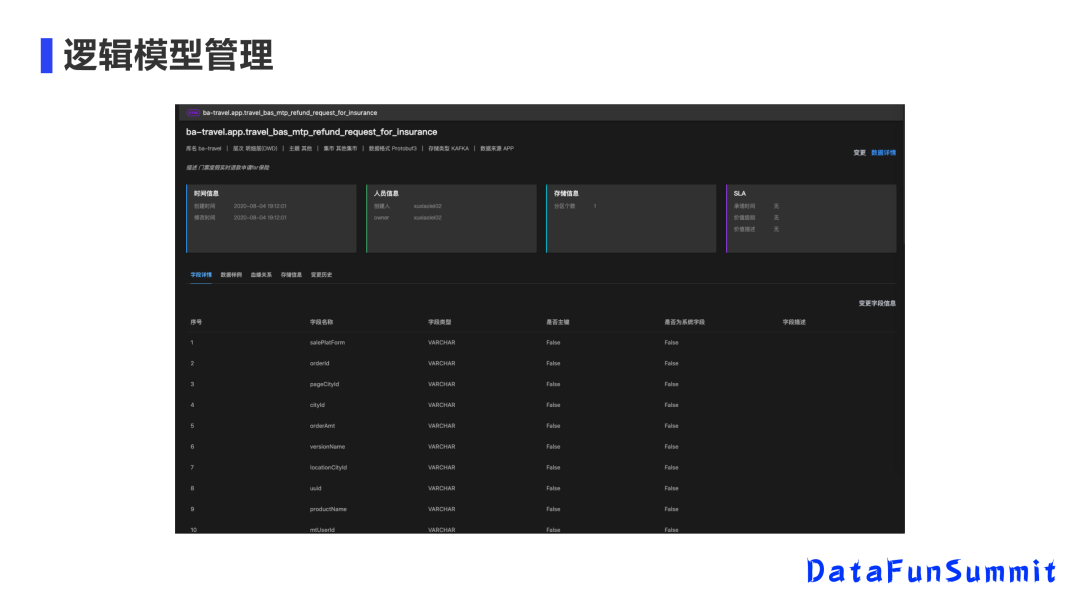 逻辑模型管理
ba-travel.app.travel_bas_mtp_refund_request_for_insurance
ba-travel.app.travel_bas_mtp_refund_request_for_insurance
库名 ba-travel | 层次 明细层(DWD) | 主题 其他 | 集市 其他集市 | 数据格式 Protobuf3 | 存储类型 KAFKA | 数据来源 APP
变更 数据详情
描述 门票度假实时退款申请for保险
时间信息 人员信息 存储信息 SLA
创建时间 2020-08-04 19:12:01 创建人 分区个数 1 承诺时间 无
修改时间 2020-08-04 19:12:01 owner 价值级别 无
价值描述 无
字段详情 数据样例 血缘关系 存储信息 变更历史
变更字段信息
序号 字段名称 字段类型 是否主键 是否为系统字段 字段描述
1 salePlatForm VARCHAR False False
2 orderId VARCHAR False False
3 pageCityId VARCHAR False False
4 cityId VARCHAR False False
5 orderAmt VARCHAR False False
6 versionName VARCHAR False False
7 locationCityId VARCHAR False False
8 uuid VARCHAR False False
9 productName VARCHAR False False
10 mtUserId VARCHAR False False
DataFunSummit